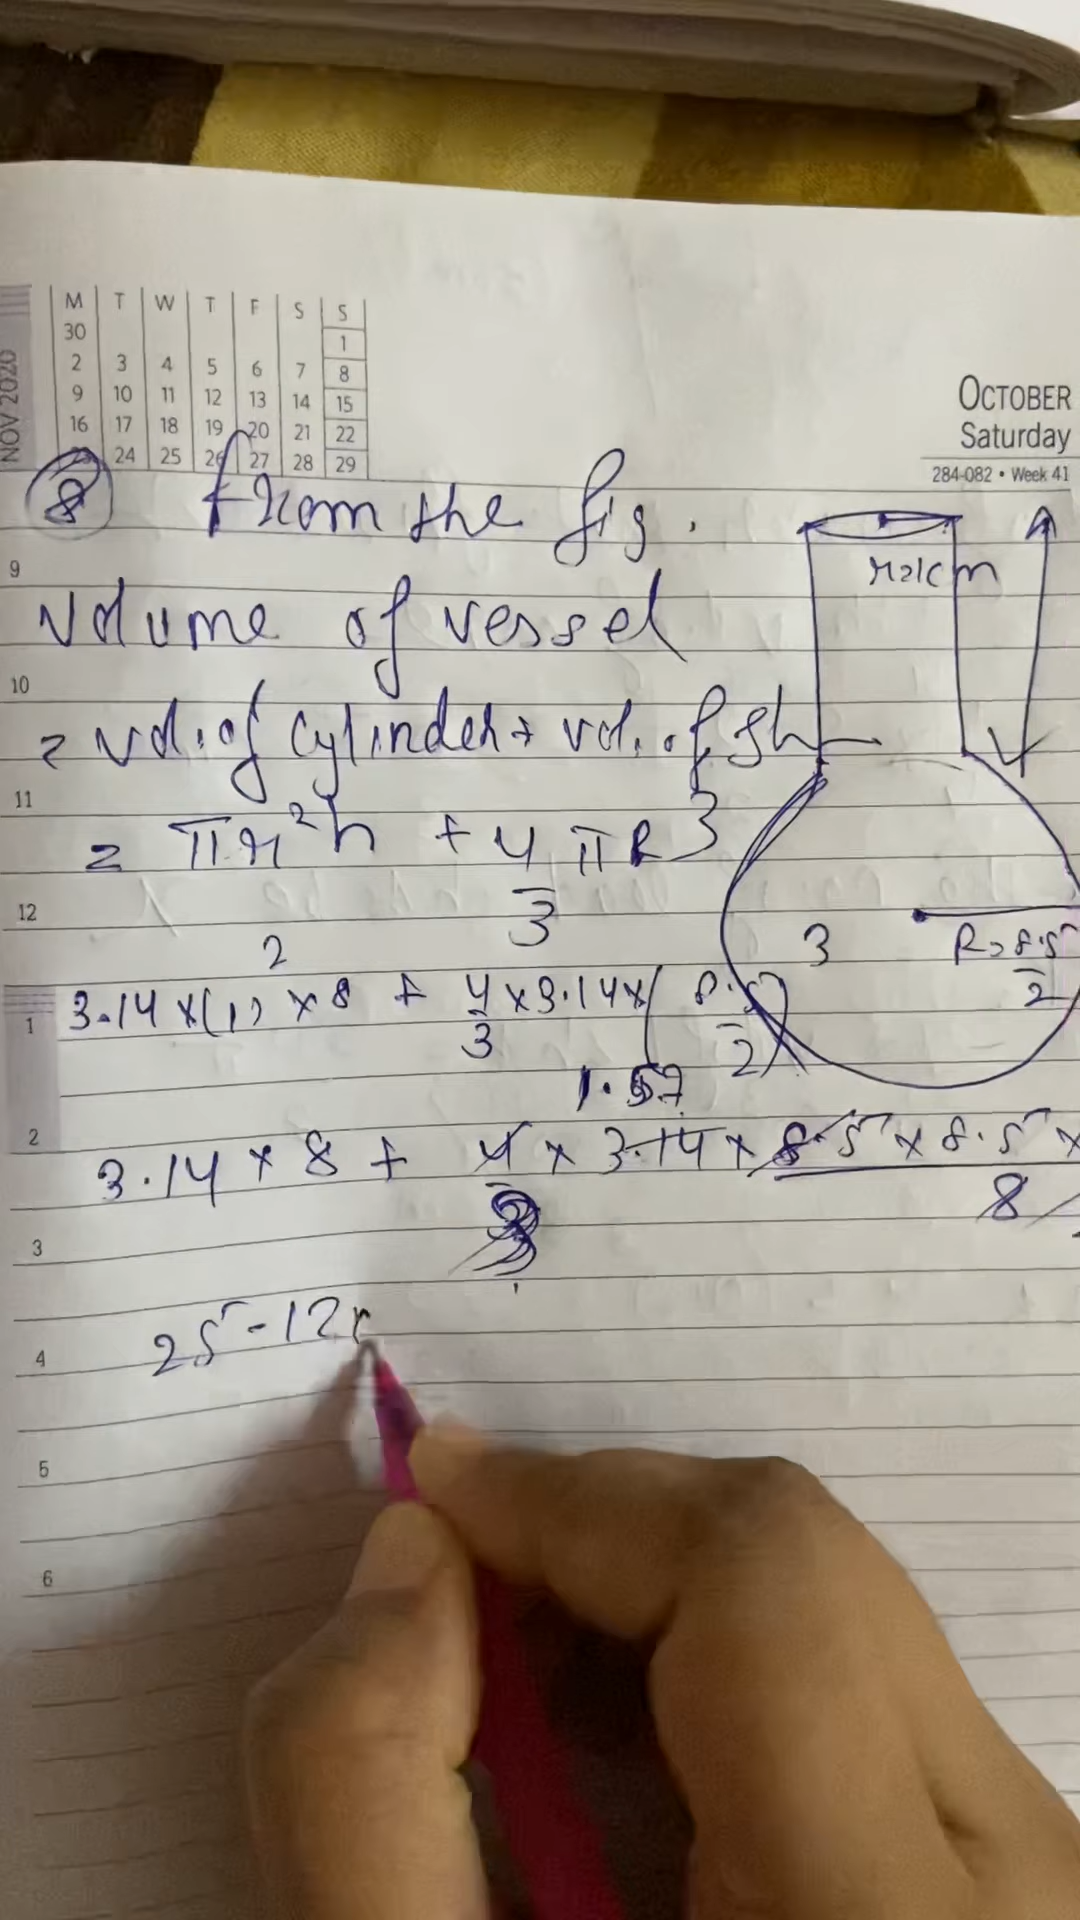 NOV 2020
M T W T F S S
30 1
2 3 4 5 6 7 8
9 10 11 12 13 14 15
16 17 18 19 20 21 22
23 24 25 26 27 28 29
OCTOBER
Saturday
284-082 • Week 41
8 from the fig.
r=1cm
9
volume of vessel
10
= vol. of cylinder + vol. of
11
= πr²h + 4/3 πR³
12
3 R = 8.5/2
1 3.14 × (1)² × 8 + 4/3 × 3.14 × (8.5/2)
1.57
2 3.14 × 8 + 4/3 × 3.14 × 8.5 × 8.5 × / 8
3
25.12
4
5
6